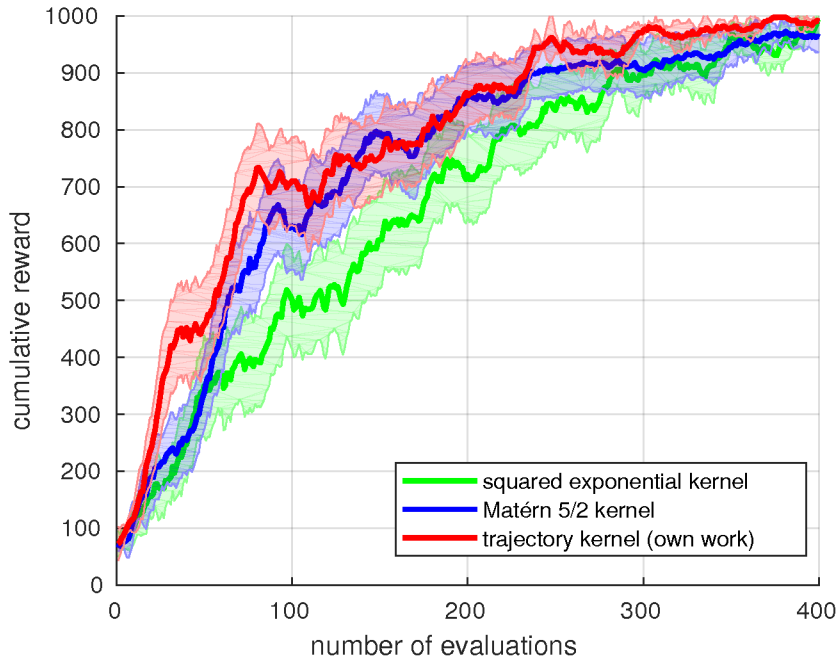 1000
900
800
700
600
500
400
300
200
100
0
cumulative reward
squared exponential kernel
Matérn 5/2 kernel
trajectory kernel (own work)
0 100 200 300 400
number of evaluations